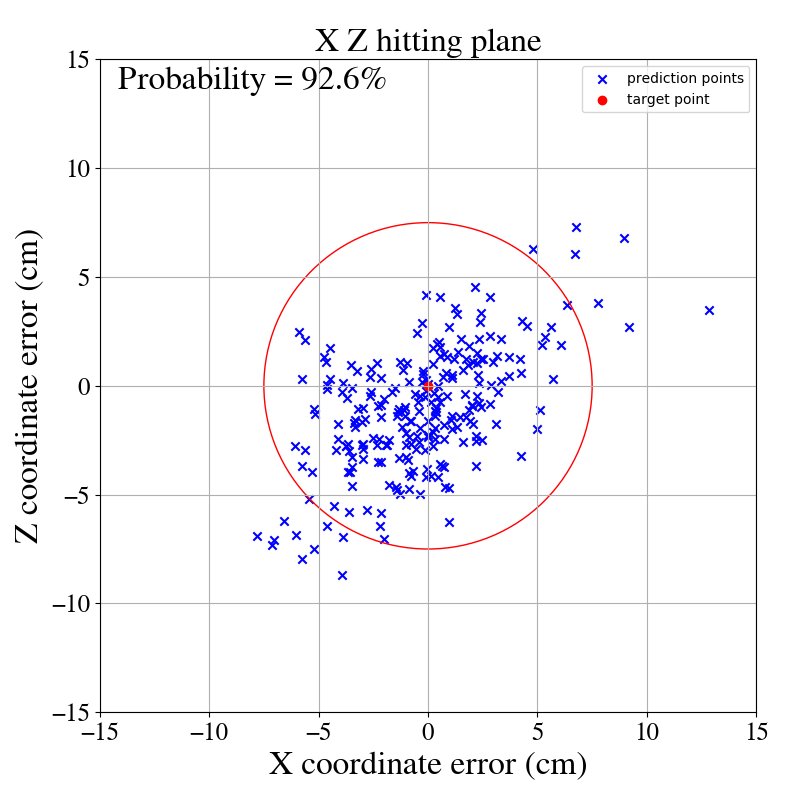 X Z hitting plane
Probability = 92.6%
prediction points
target point
Z coordinate error (cm)
15
10
5
0
−5
−10
−15
−15
−10
−5
0
5
10
15
X coordinate error (cm)